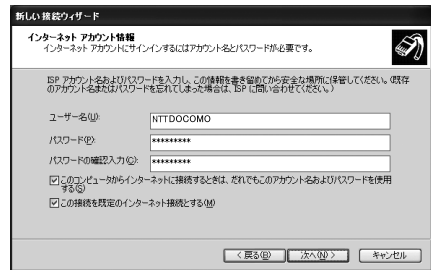 新しい接続ウィザード
インターネット アカウント情報
インターネット アカウントにサインインするにはアカウント名とパスワードが必要です。
ISP アカウント名およびパスワードを入力し、この情報を書き留めてから安全な場所に保管してください。(既存
のアカウント名またはパスワードを忘れてしまった場合は、ISP に問い合わせてください。)
ユーザー名(U):
NTTDOCOMO
パスワード(P):
*********
パスワードの確認入力(C):
*********
このコンピュータからインターネットに接続するときは、だれでもこのアカウント名およびパスワードを使用
する(S)
この接続を既定のインターネット接続とする(M)
< 戻る(B)
次へ(N) >
キャンセル